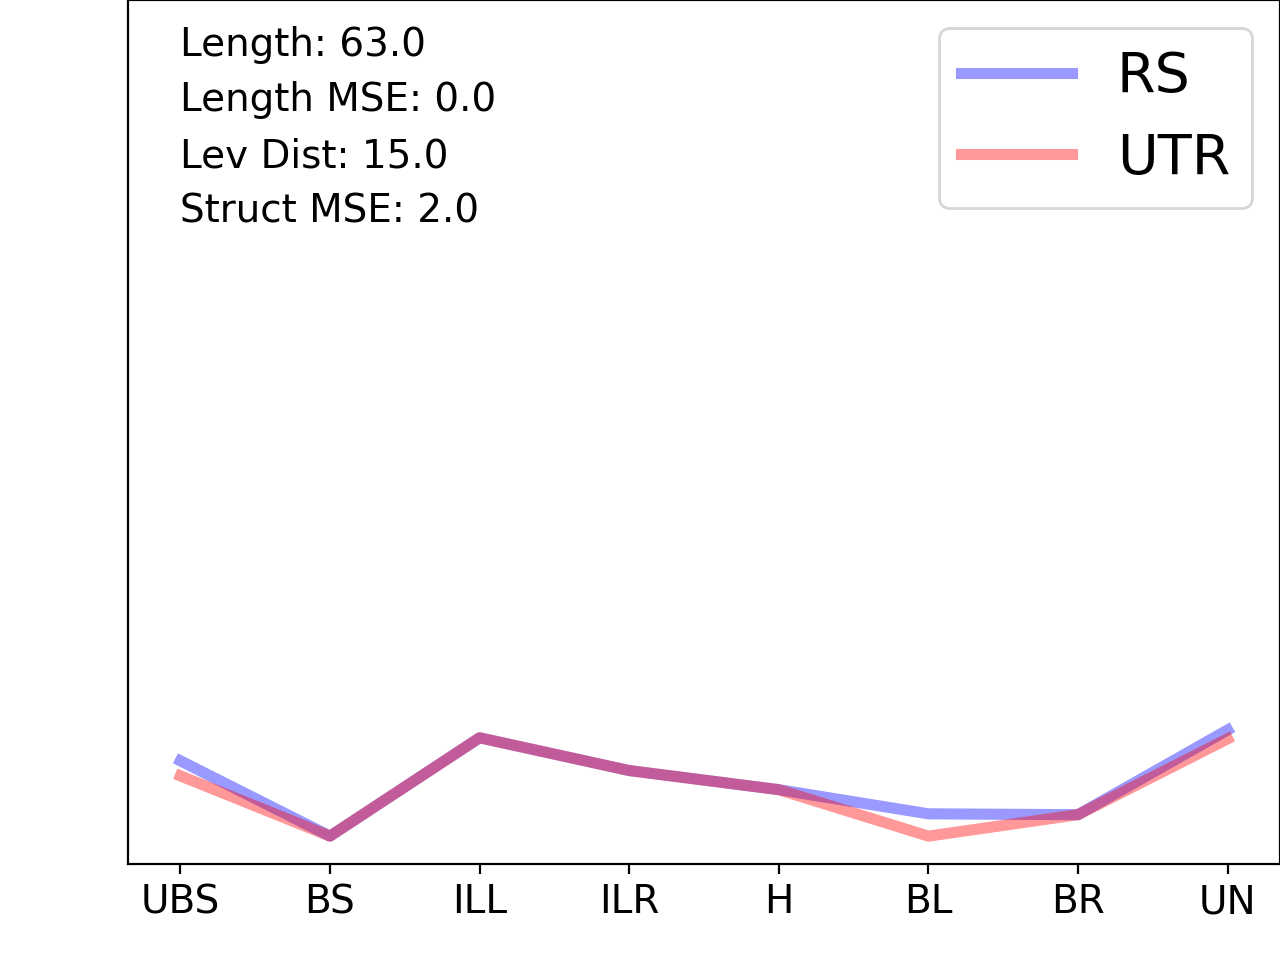 Length: 63.0
Length MSE: 0.0
Lev Dist: 15.0
Struct MSE: 2.0
RS
UTR
UBS BS ILL ILR H BL BR UN